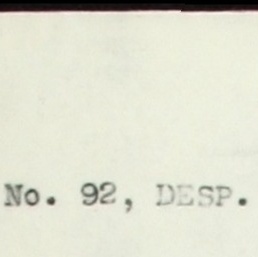 No. 92, DESP.